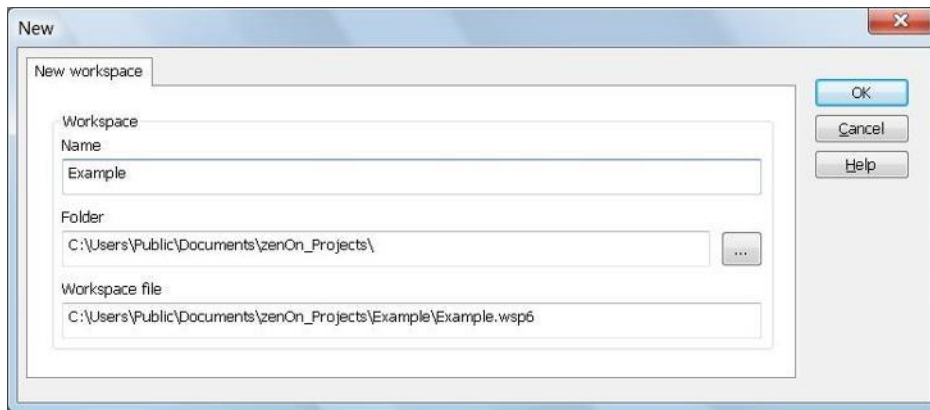 New
New workspace
OK
Workspace
Cancel
Name
Example
Help
Folder
C:\Users\Public\Documents\zenOn_Projects\
...
Workspace file
C:\Users\Public\Documents\zenOn_Projects\Example\Example.wsp6